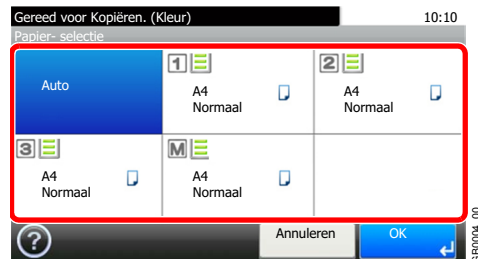 Gereed voor Kopiëren. (Kleur) 10:10
Papier- selectie
Auto
1
A4
Normaal
2
A4
Normaal
3
A4
Normaal
M
A4
Normaal
?
Annuleren
OK